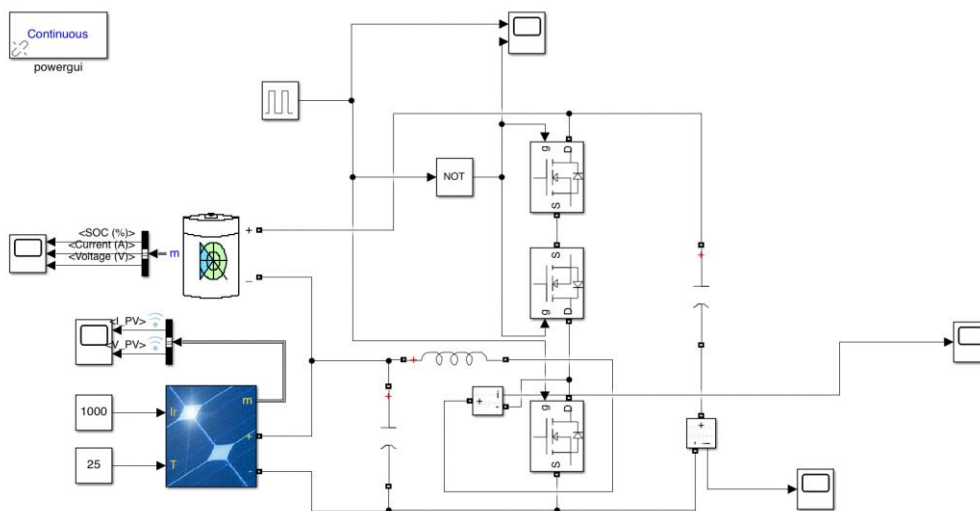 Continuous
powergui
NOT
g
D
S
S
g
D
<SOC (%)>
<Current (A)>
<Voltage (V)>
m
+
_
<I_PV>
<V_PV>
m
1000
Ir
+
25
T
-
+
+
+
i
-
g
D
S
+
+
-